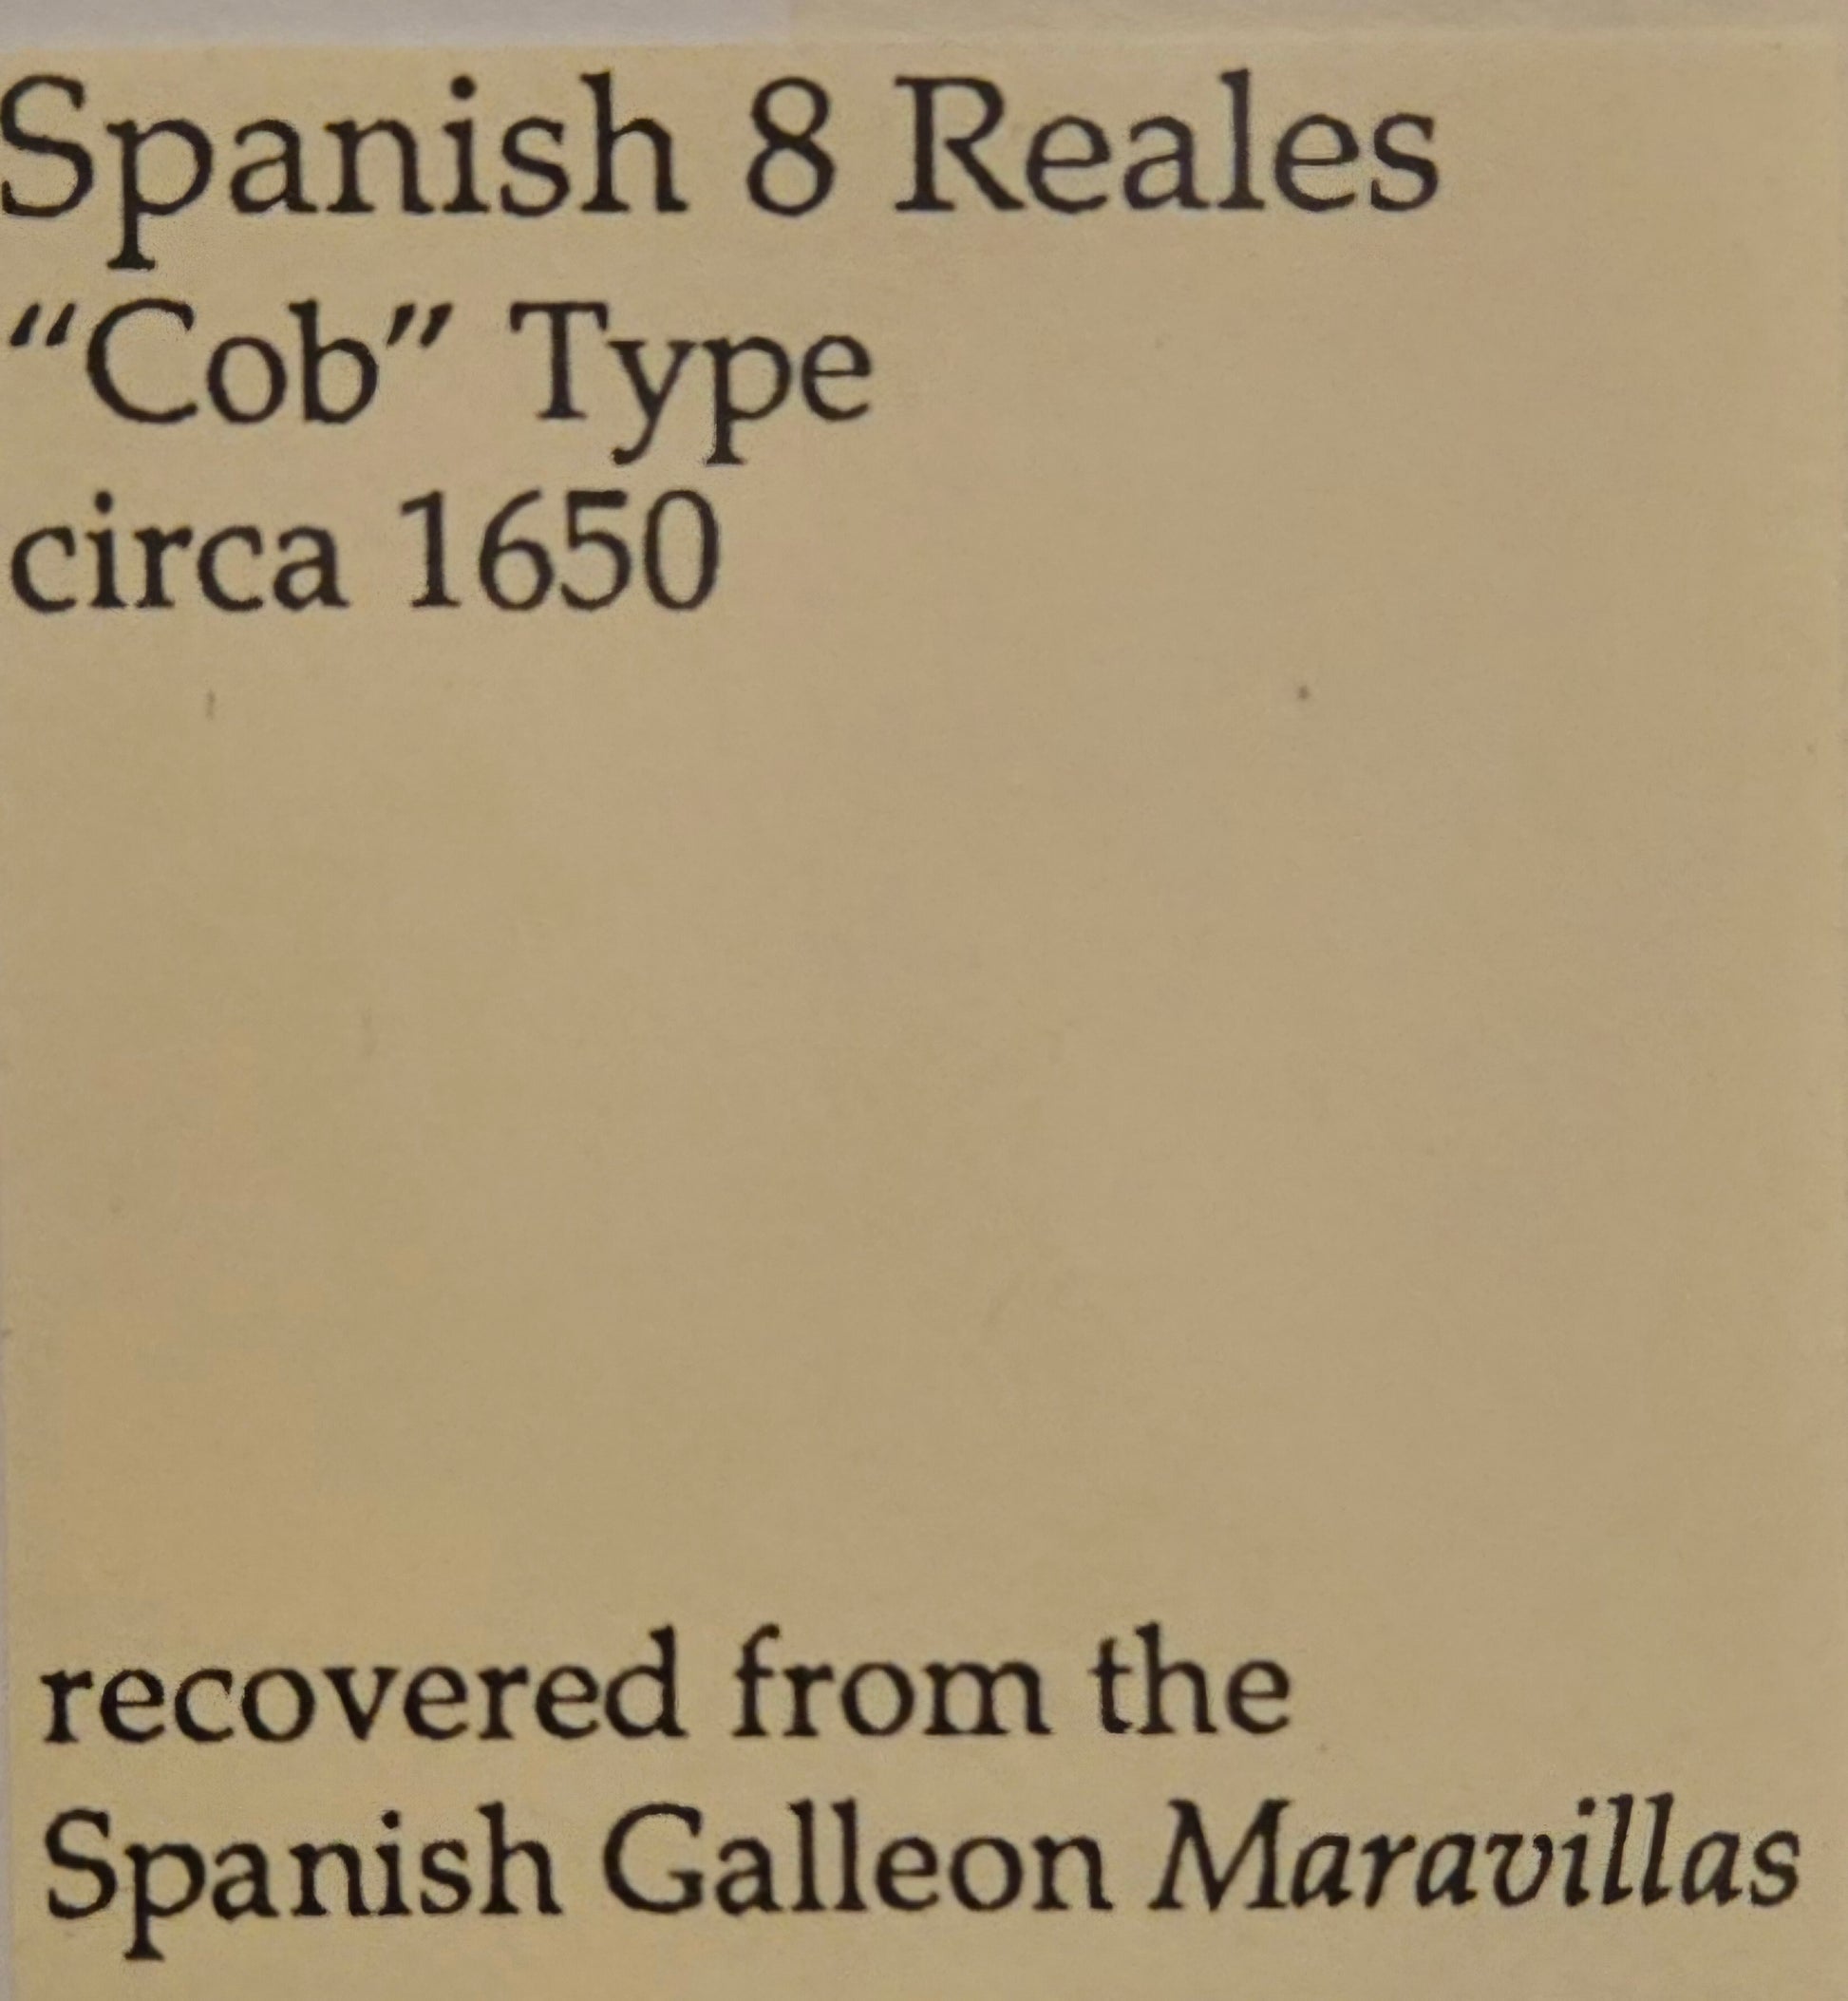 Spanish 8 Reales
“Cob” Type
circa 1650
recovered from the
Spanish Galleon Maravillas